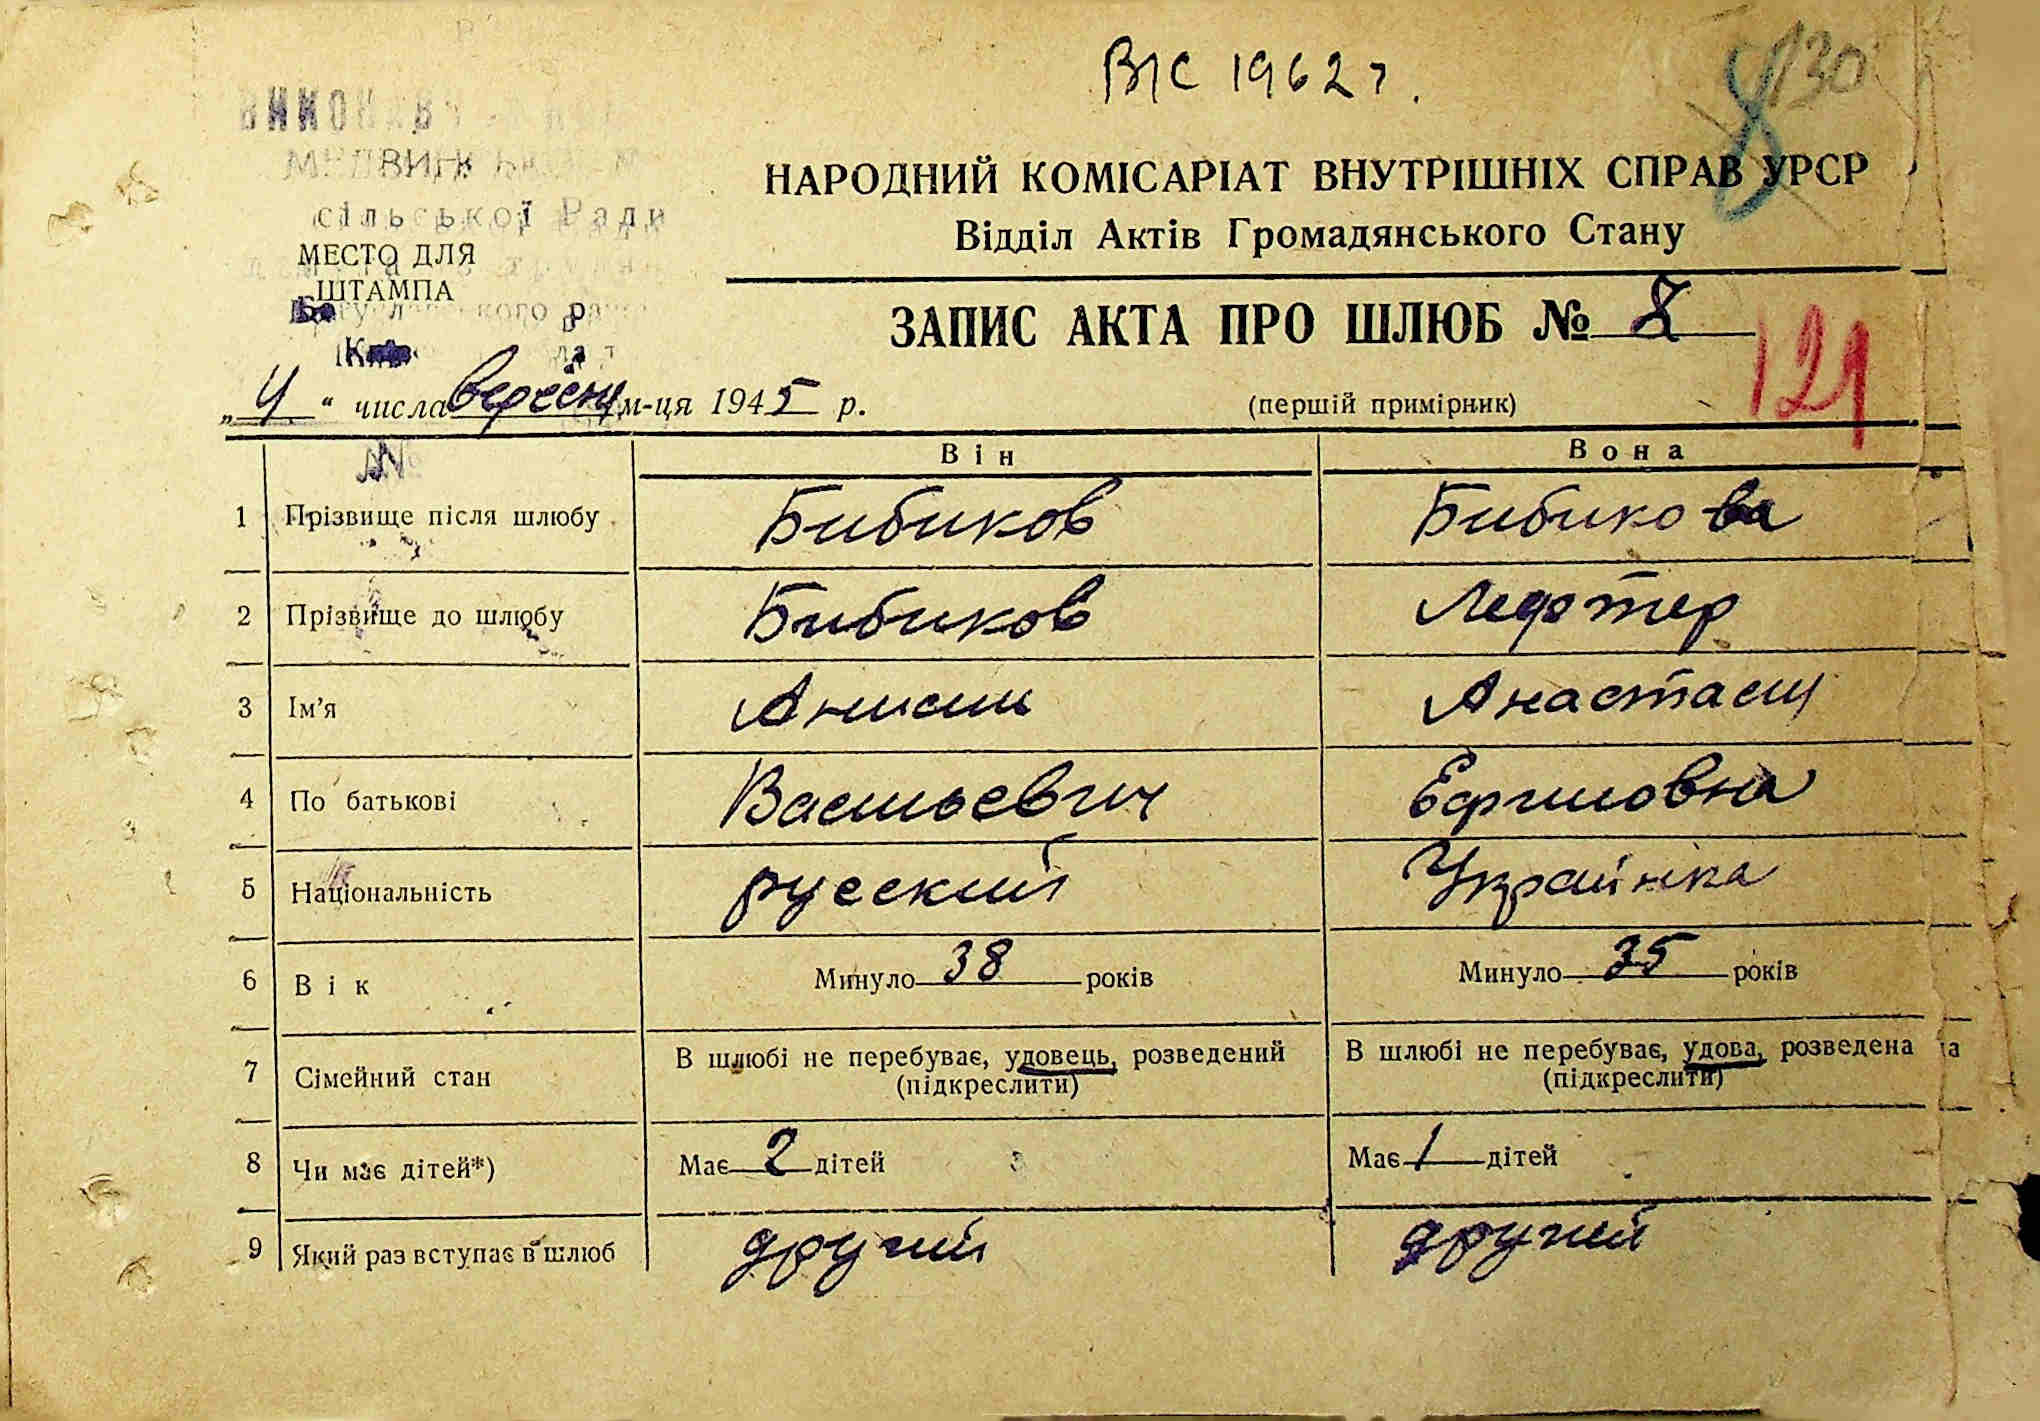 В/С 1962 г.
130
8
сільської Ради
МЕСТО ДЛЯ
ШТАМПА
НАРОДНИЙ КОМІСАРІАТ ВНУТРІШНІХ СПРАВ УРСР
Відділ Актів Громадянського Стану
ЗАПИС АКТА ПРО ШЛЮБ № 8
121
„4“ числа вересня м-ця 1945 р.
(перший примірник)
Він Вона
1 Прізвище після шлюбу Бибиков Бибикова
2 Прізвище до шлюбу Бибиков Лефтер
3 Ім’я Анисим Анастасия
4 По батькові Васильевич Ефимовна
5 Національність русский Українка
6 Вік Минуло 38 років Минуло 35 років
7 Сімейний стан В шлюбі не перебуває, удовець, розведений (підкреслити) В шлюбі не перебуває, удова, розведена (підкреслити)
8 Чи має дітей*) Має 2 дітей Має 1 дітей
9 Який раз вступає в шлюб другий другий